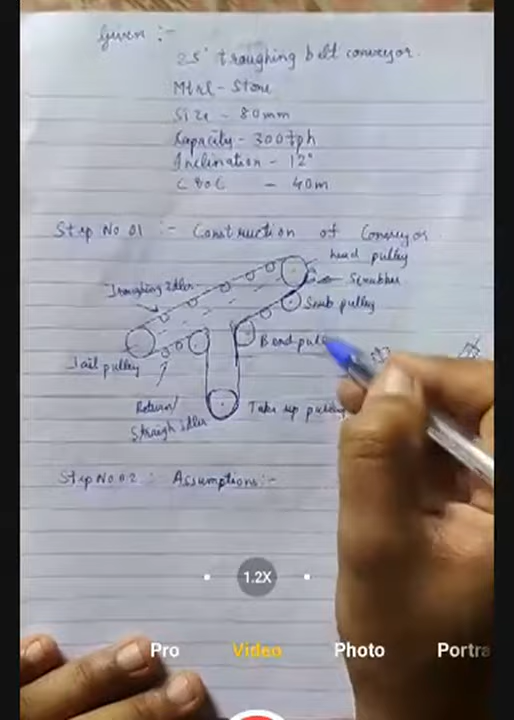 Given :-
25° troughing belt conveyor.
Mtrl - Stone
Size - 80mm
Capacity - 300tph
Inclination - 12°
C to C - 40m
Step No 01 :- Construction of Conveyor
head pulley
Troughing idler
Scrubber
Snub pulley
Bend
Tail pulley
Return/
Straigh idler
Take up pulley
Step No. 02 : Assumptions :-
1.2X
Pro
Video
Photo
Portra